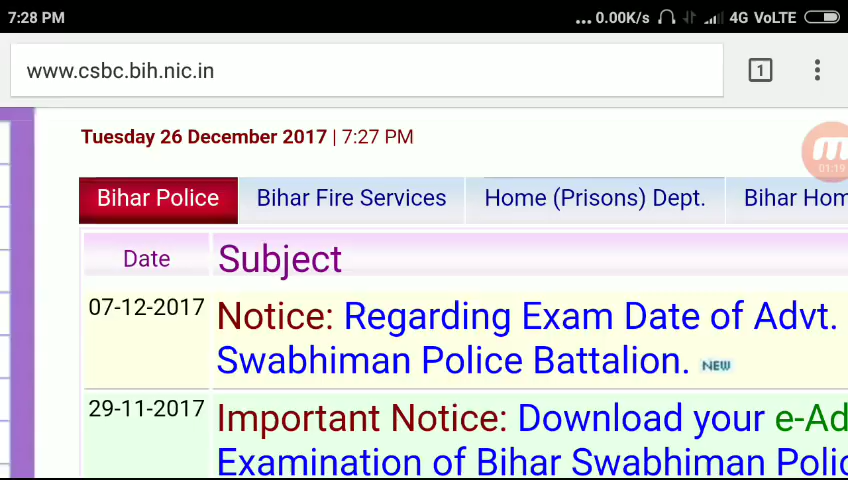 7:28 PM
... 0.00K/s 4G VoLTE
www.csbc.bih.nic.in
1
Tuesday 26 December 2017 | 7:27 PM
01:19
Bihar Police Bihar Fire Services Home (Prisons) Dept. Bihar Hom
Date Subject
07-12-2017 Notice: Regarding Exam Date of Advt.
Swabhiman Police Battalion. NEW
29-11-2017 Important Notice: Download your e-Ad
Examination of Bihar Swabhiman Polic